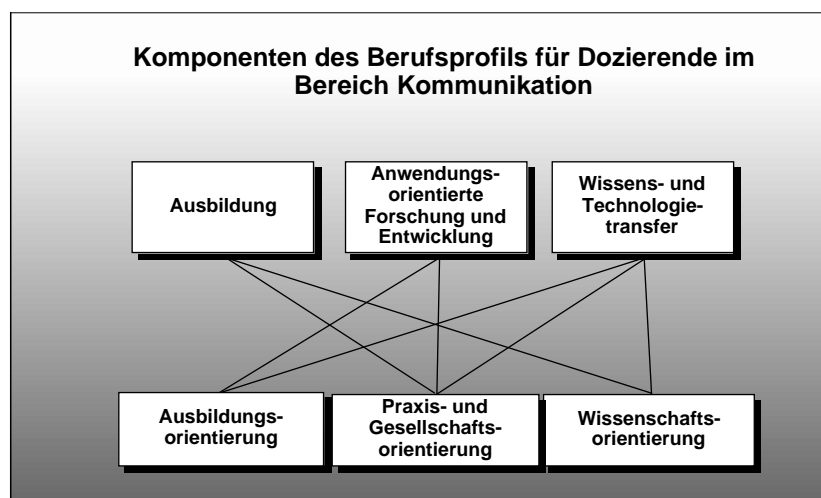 Komponenten des Berufsprofils für Dozierende im
Bereich Kommunikation
Ausbildung
Anwendungs-
orientierte
Forschung und
Entwicklung
Wissens- und
Technologie-
transfer
Ausbildungs-
orientierung
Praxis- und
Gesellschafts-
orientierung
Wissenschafts-
orientierung